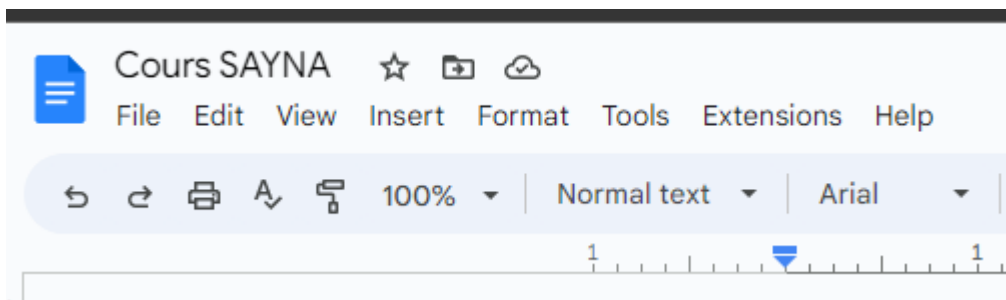 Cours SAYNA
File Edit View Insert Format Tools Extensions Help
100% Normal text Arial
1 1